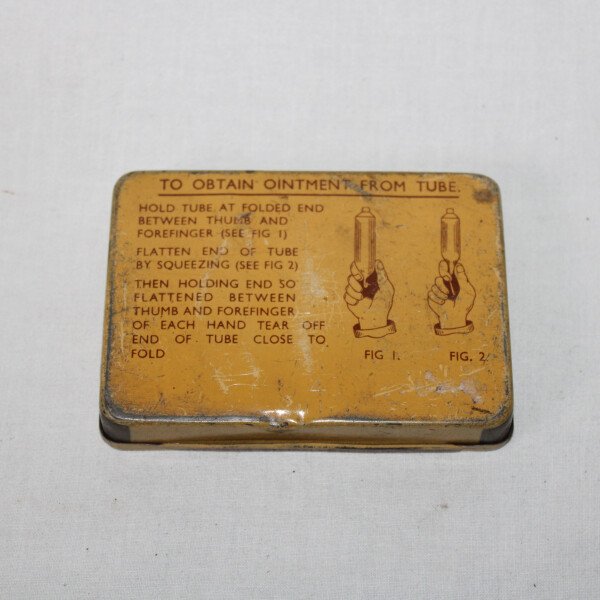 TO OBTAIN OINTMENT FROM TUBE.
HOLD TUBE AT FOLDED END
BETWEEN THUMB AND
FOREFINGER (SEE FIG 1)
FLATTEN END OF TUBE
BY SQUEEZING (SEE FIG 2)
THEN HOLDING END SO
FLATTENED BETWEEN
THUMB AND FOREFINGER
OF EACH HAND TEAR OFF
END OF TUBE CLOSE TO
FOLD
FIG 1.
FIG. 2